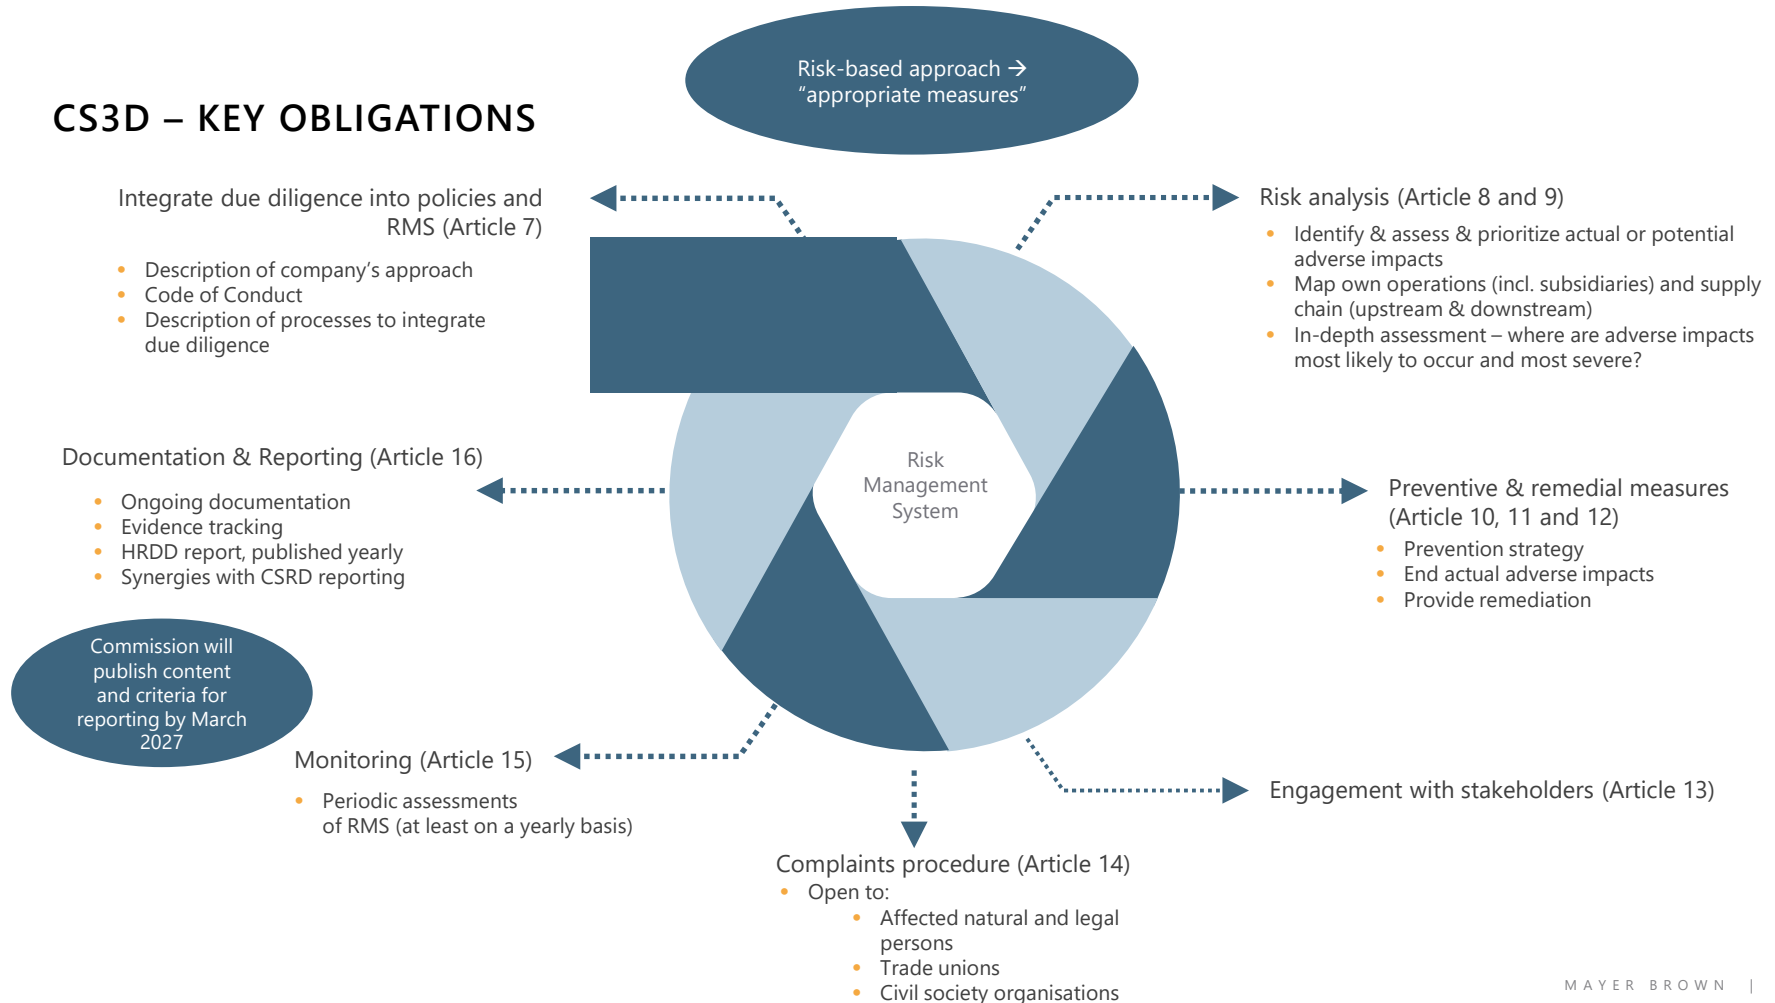 Risk-based approach →
“appropriate measures”
CS3D – KEY OBLIGATIONS
Integrate due diligence into policies and
RMS (Article 7)
• Description of company’s approach
• Code of Conduct
• Description of processes to integrate
due diligence
Risk analysis (Article 8 and 9)
• Identify & assess & prioritize actual or potential
adverse impacts
• Map own operations (incl. subsidiaries) and supply
chain (upstream & downstream)
• In-depth assessment – where are adverse impacts
most likely to occur and most severe?
Risk
Management
System
Documentation & Reporting (Article 16)
• Ongoing documentation
• Evidence tracking
• HRDD report, published yearly
• Synergies with CSRD reporting
Preventive & remedial measures
(Article 10, 11 and 12)
• Prevention strategy
• End actual adverse impacts
• Provide remediation
Commission will
publish content
and criteria for
reporting by March
2027
Monitoring (Article 15)
• Periodic assessments
of RMS (at least on a yearly basis)
Engagement with stakeholders (Article 13)
Complaints procedure (Article 14)
• Open to:
• Affected natural and legal
persons
• Trade unions
• Civil society organisations
MAYER BROWN |